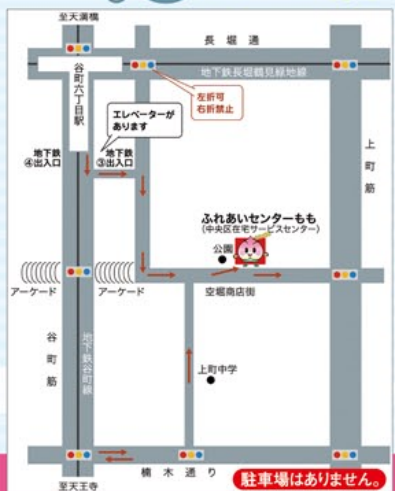 至天満橋
長堀通
地下鉄長堀鶴見緑地線
谷町六丁目駅
左折可
右折禁止
エレベーターが
あります
地下鉄
④出入口
地下鉄
③出入口
上町筋
ふれあいセンターもも
(中央区在宅サービスセンター)
公園
アーケード
アーケード
空堀商店街
谷町筋
地下鉄谷町線
上町中学
楠木通り
至天王寺
駐車場はありません。